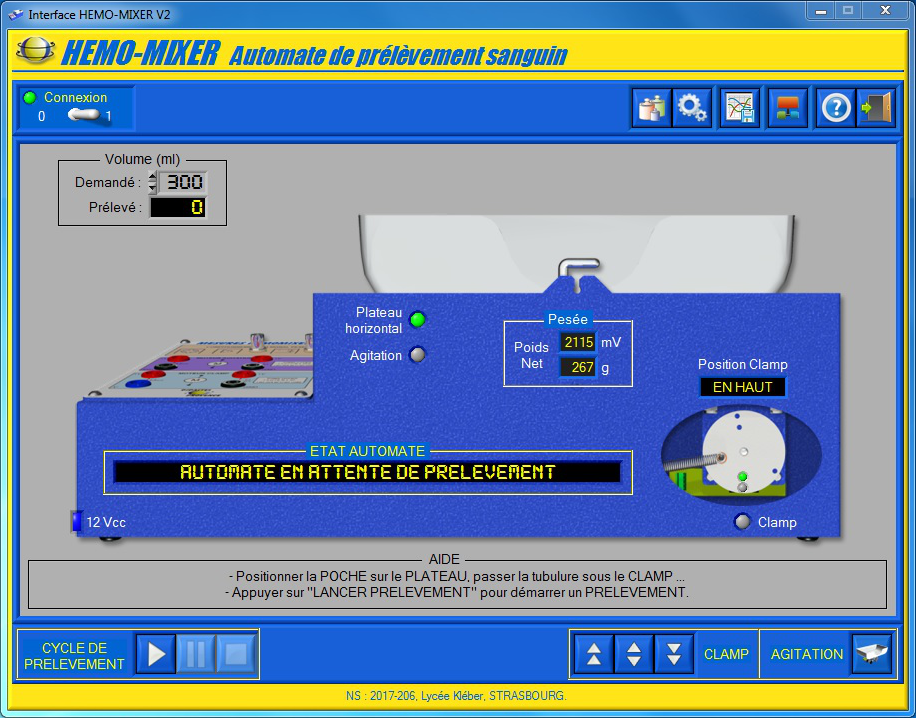 Interface HEMO-MIXER V2
HEMO-MIXER Automate de prélèvement sanguin
Connexion
0 1
Volume (ml)
Demandé : 300
Prélevé : 0
Plateau
horizontal
Agitation
Pesée
Poids
Net
2115 mV
267 g
Position Clamp
EN HAUT
ETAT AUTOMATE
AUTOMATE EN ATTENTE DE PRELEVEMENT
12 Vcc
Clamp
AIDE
- Positionner la POCHE sur le PLATEAU, passer la tubulure sous le CLAMP ...
- Appuyer sur "LANCER PRELEVEMENT" pour démarrer un PRELEVEMENT.
CYCLE DE
PRELEVEMENT
CLAMP
AGITATION
NS : 2017-206, Lycée Kléber, STRASBOURG.